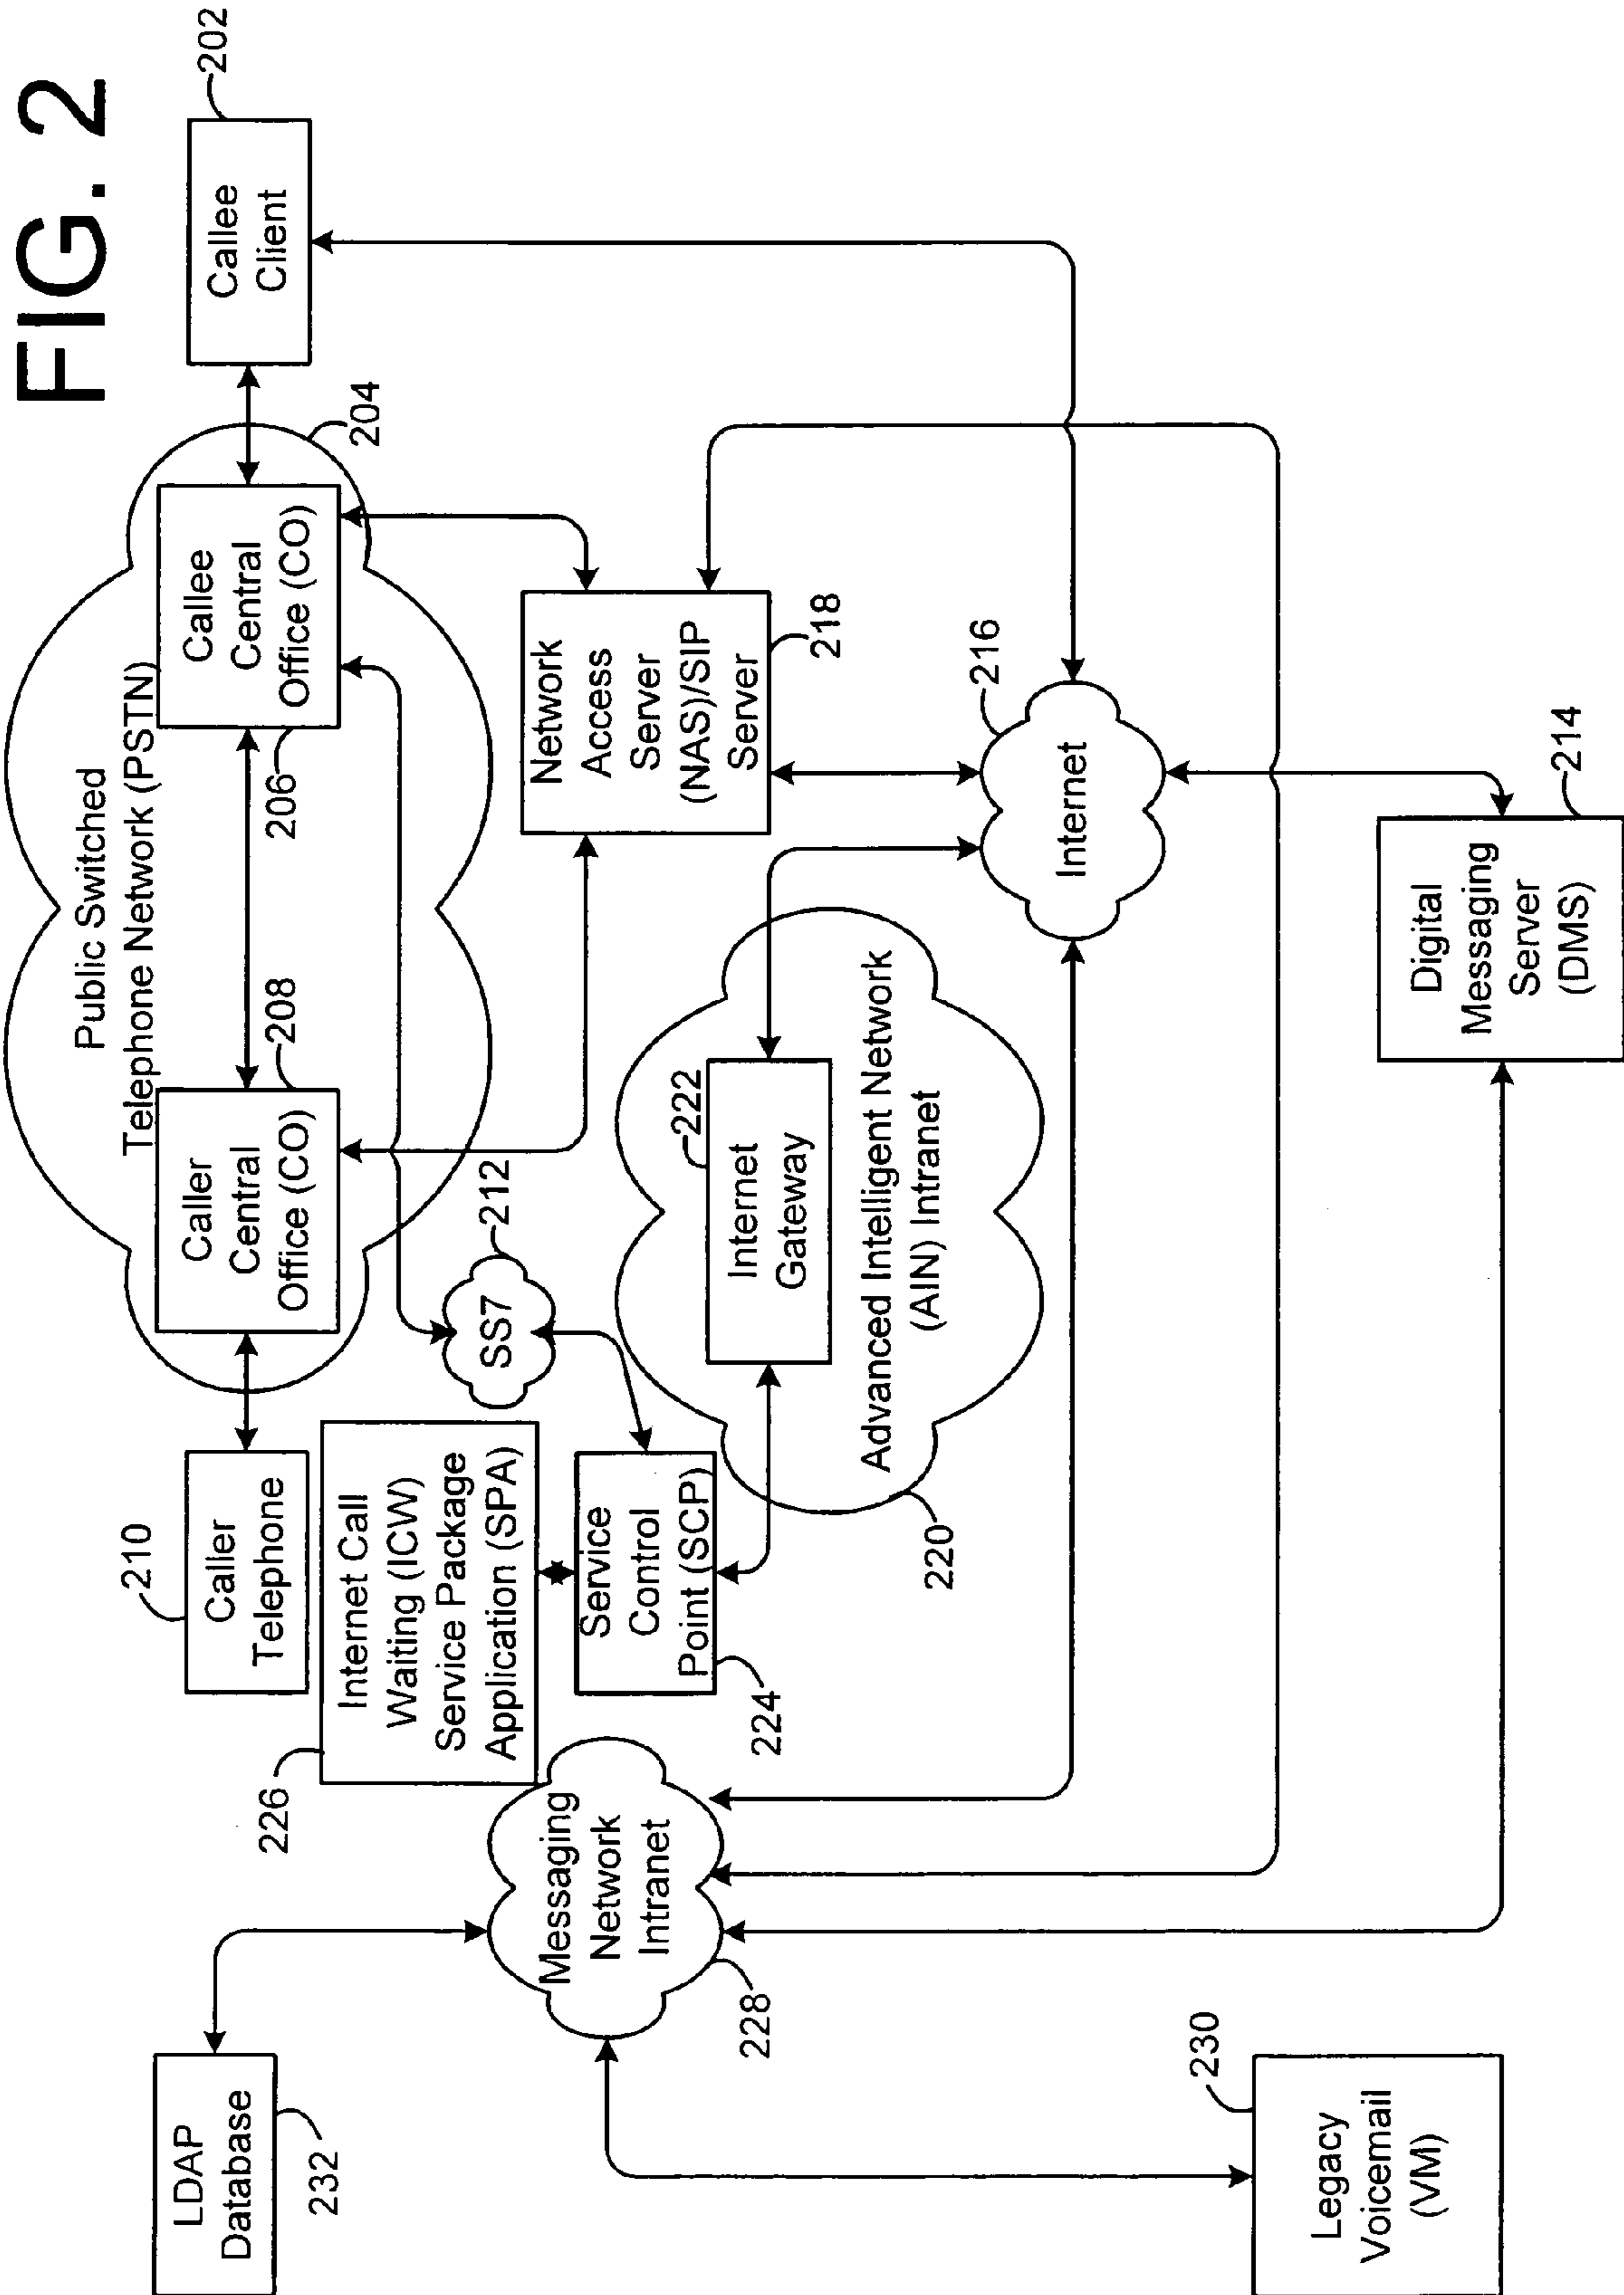 FIG. 2
Public Switched
Telephone Network (PSTN)
204
210
Caller
Telephone
Caller
Central
Office (CO)
208
Callee
Central
Office (CO)
206
Callee
Client
202
LDAP
Database
232
226
Internet Call
Waiting (ICW)
Service Package
Application (SPA)
SS7
212
Service
Control
Point (SCP)
224
Network
Access
Server
(NAS)/SIP
Server
218
Messaging
Network
Intranet
228
Internet
Gateway
222
Advanced Intelligent Network
(AIN) Intranet
220
Internet
216
Legacy
Voicemail
(VM)
230
Digital
Messaging
Server
(DMS)
214